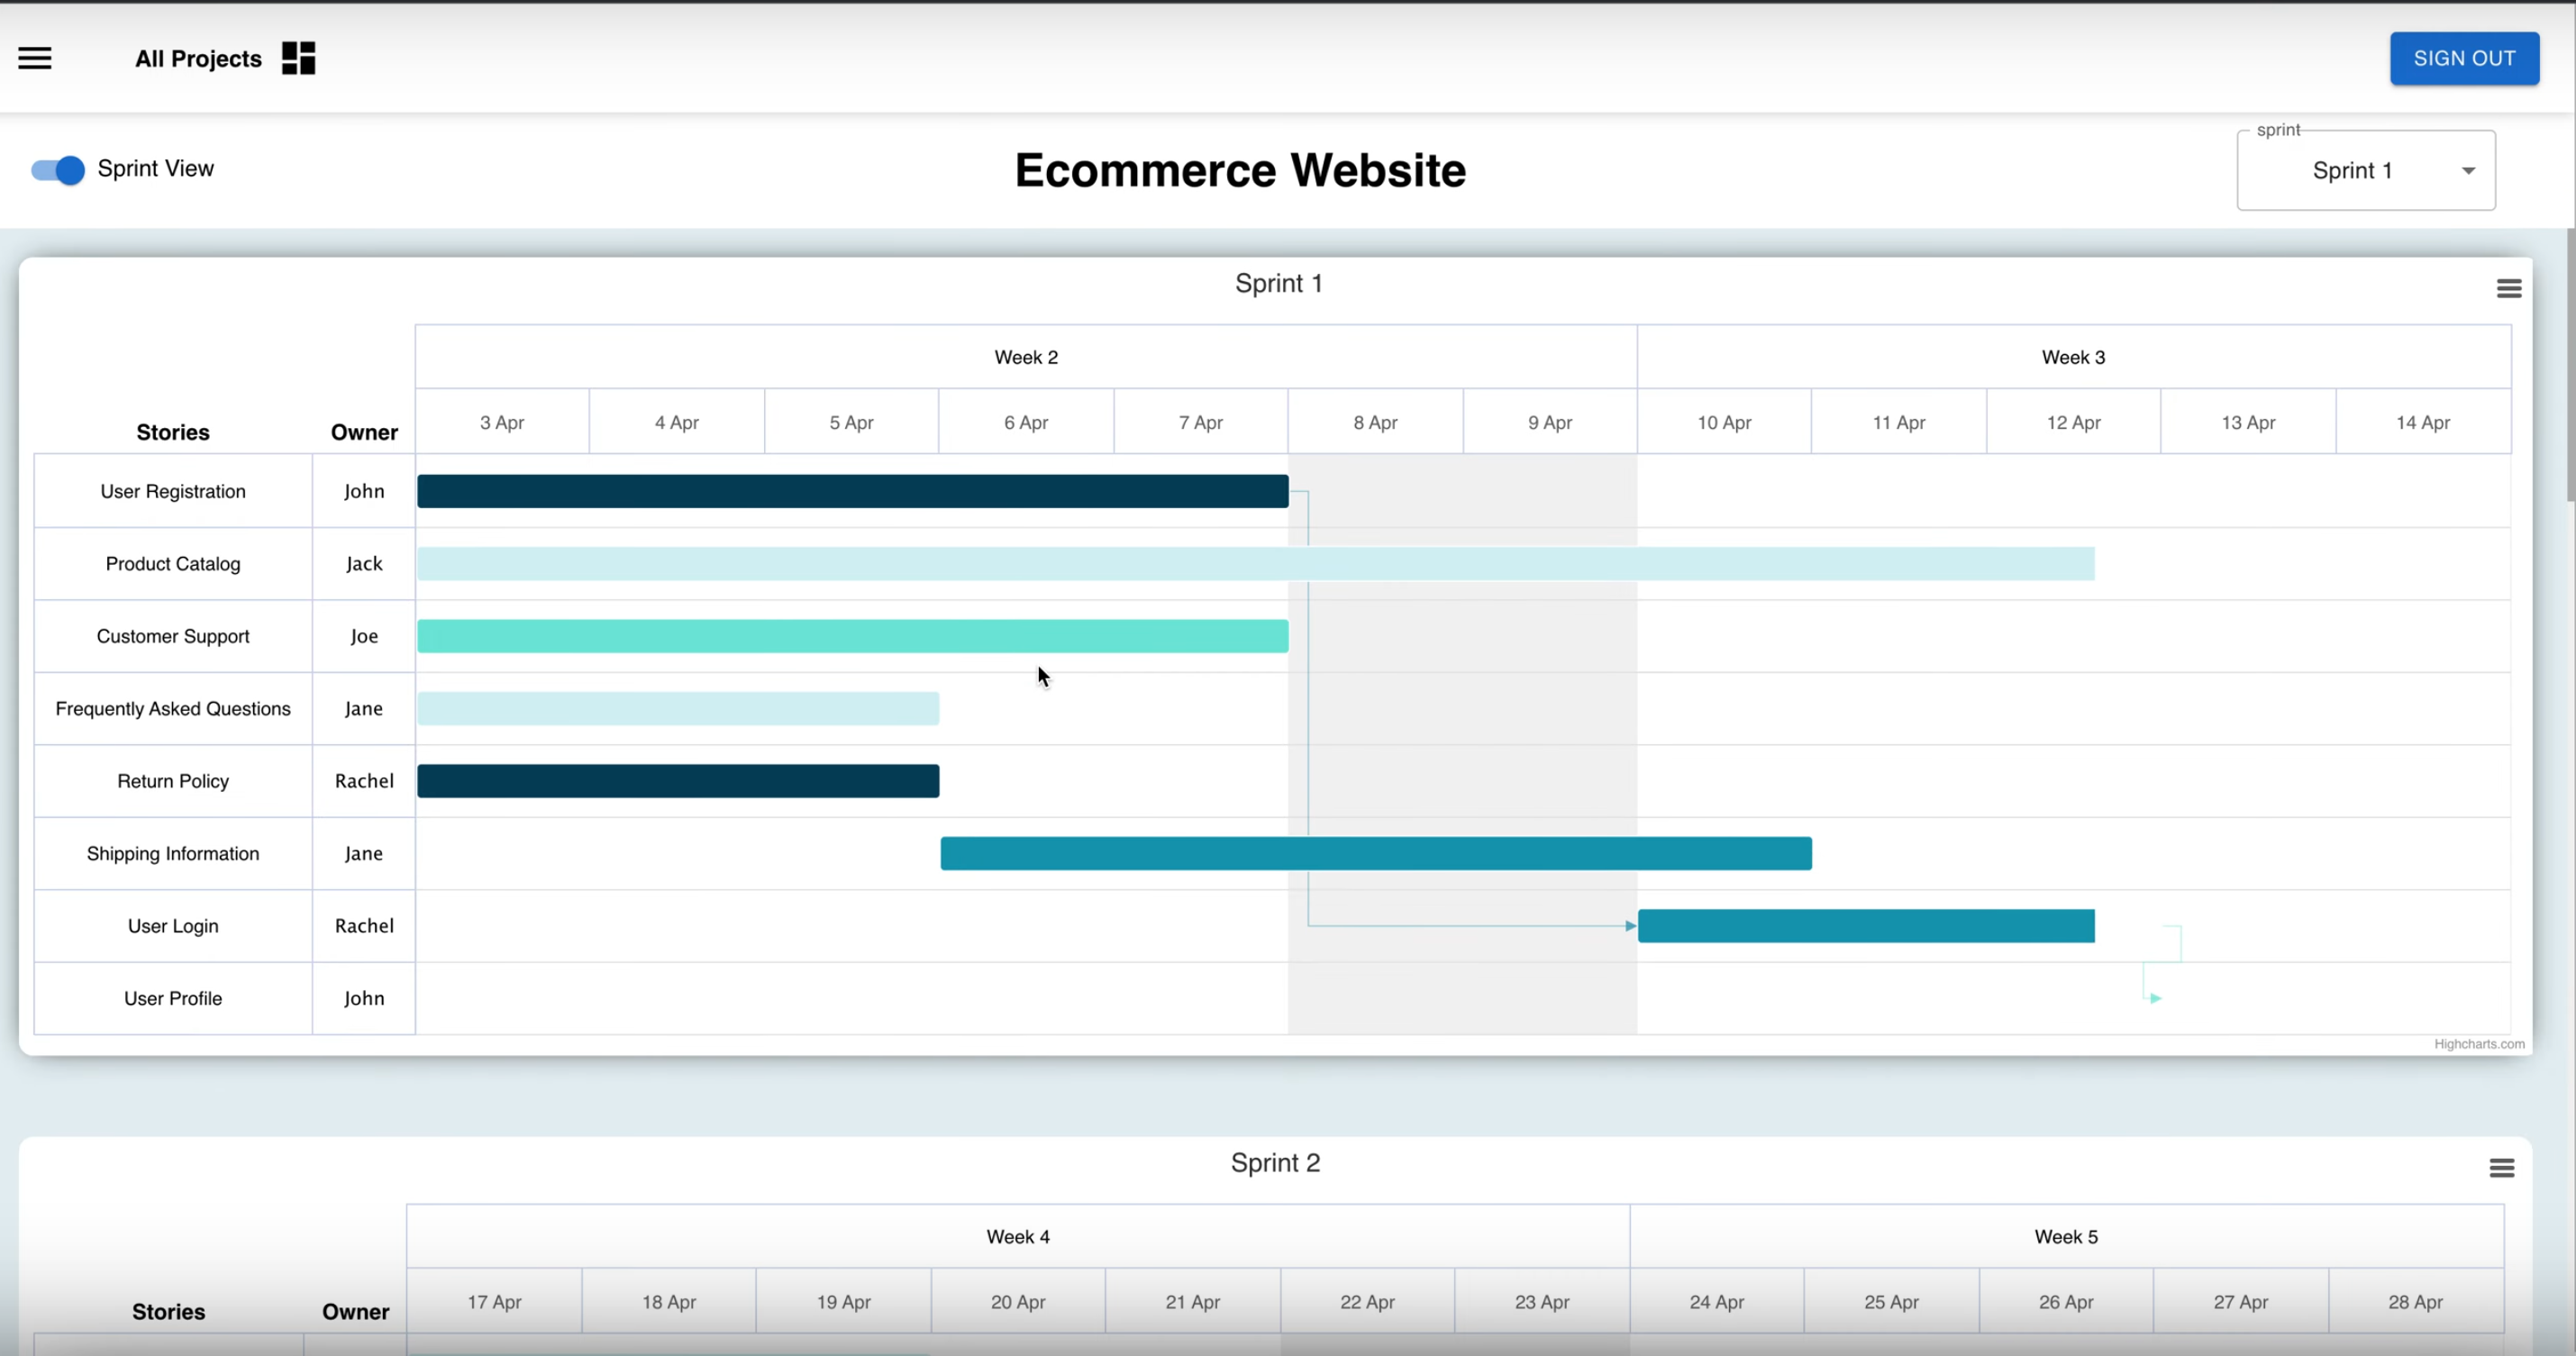 All Projects
SIGN OUT
Sprint View
Ecommerce Website
sprint
Sprint 1
Sprint 1
Week 2 Week 3
Stories Owner 3 Apr 4 Apr 5 Apr 6 Apr 7 Apr 8 Apr 9 Apr 10 Apr 11 Apr 12 Apr 13 Apr 14 Apr
User Registration John
Product Catalog Jack
Customer Support Joe
Frequently Asked Questions Jane
Return Policy Rachel
Shipping Information Jane
User Login Rachel
User Profile John
Highcharts.com
Sprint 2
Week 4 Week 5
Stories Owner 17 Apr 18 Apr 19 Apr 20 Apr 21 Apr 22 Apr 23 Apr 24 Apr 25 Apr 26 Apr 27 Apr 28 Apr